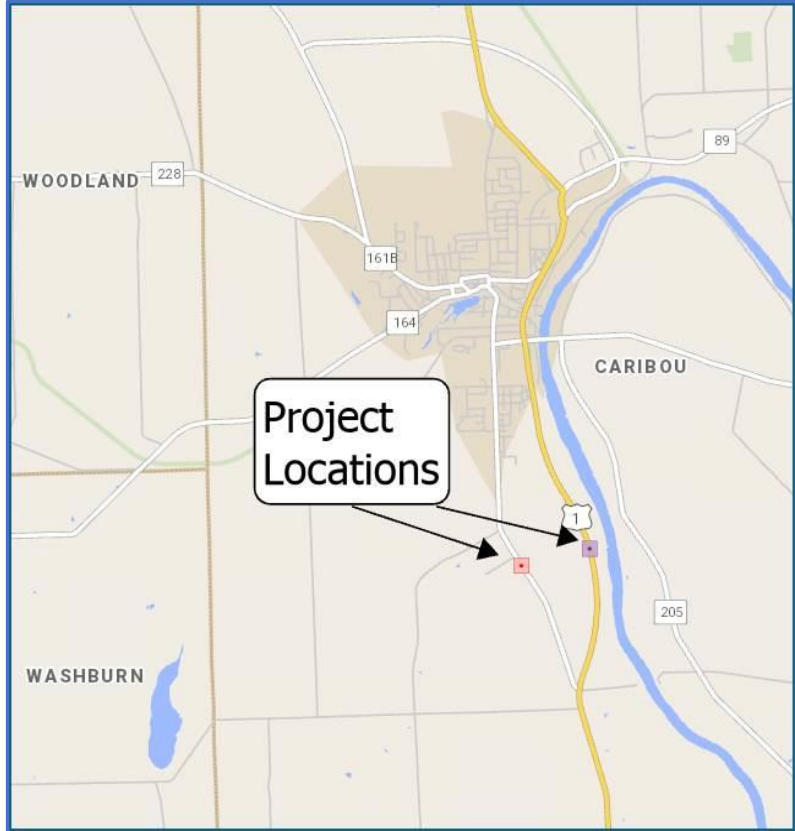 89
WOODLAND
228
161B
164
CARIBOU
Project
Locations
1
205
WASHBURN